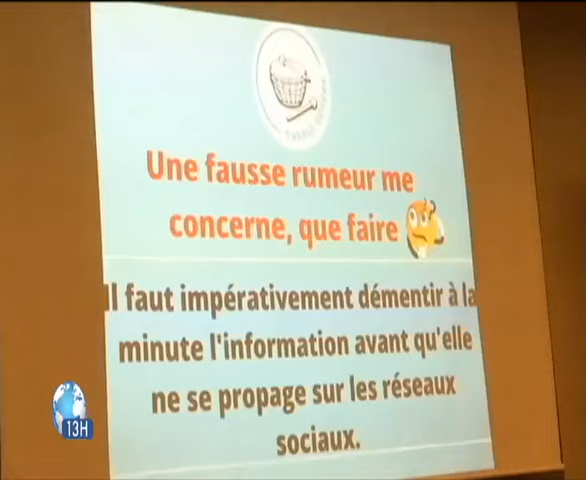 Une fausse rumeur me
concerne, que faire
Il faut impérativement démentir à la
minute l'information avant qu'elle
ne se propage sur les réseaux
sociaux.
13H